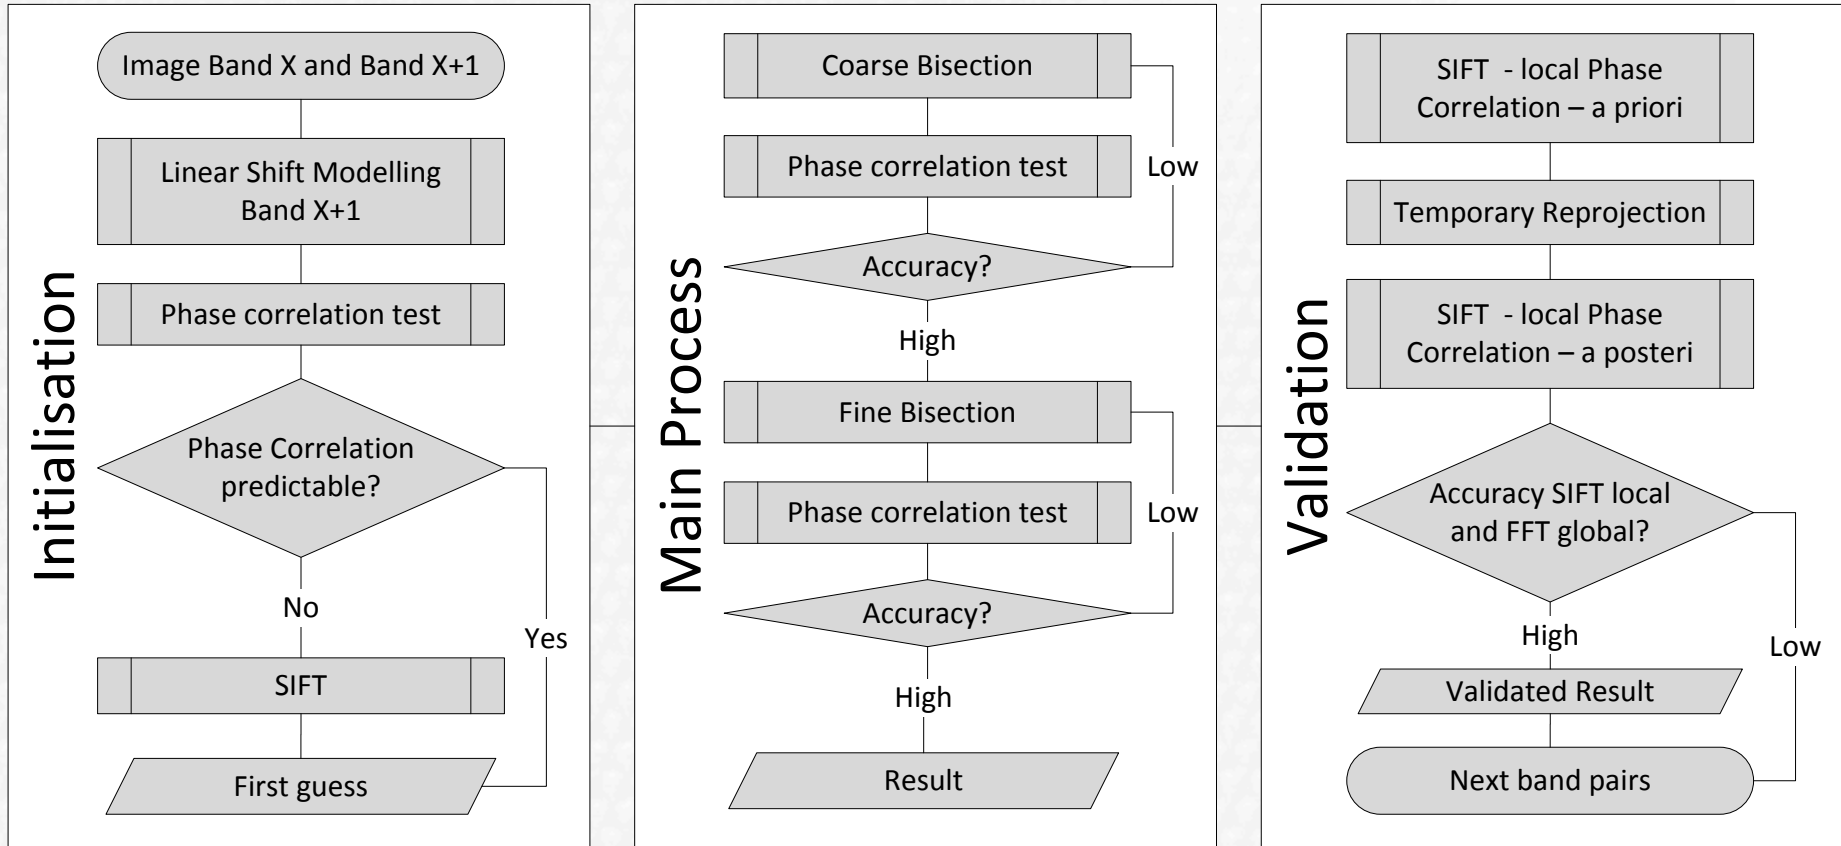 Initialisation
Image Band X and Band X+1
Linear Shift Modelling
Band X+1
Phase correlation test
Phase Correlation
predictable?
No
Yes
SIFT
First guess
Main Process
Coarse Bisection
Phase correlation test
Low
Accuracy?
High
Fine Bisection
Phase correlation test
Low
Accuracy?
High
Result
Validation
SIFT - local Phase
Correlation – a priori
Temporary Reprojection
SIFT - local Phase
Correlation – a posteri
Accuracy SIFT local
and FFT global?
High
Low
Validated Result
Next band pairs